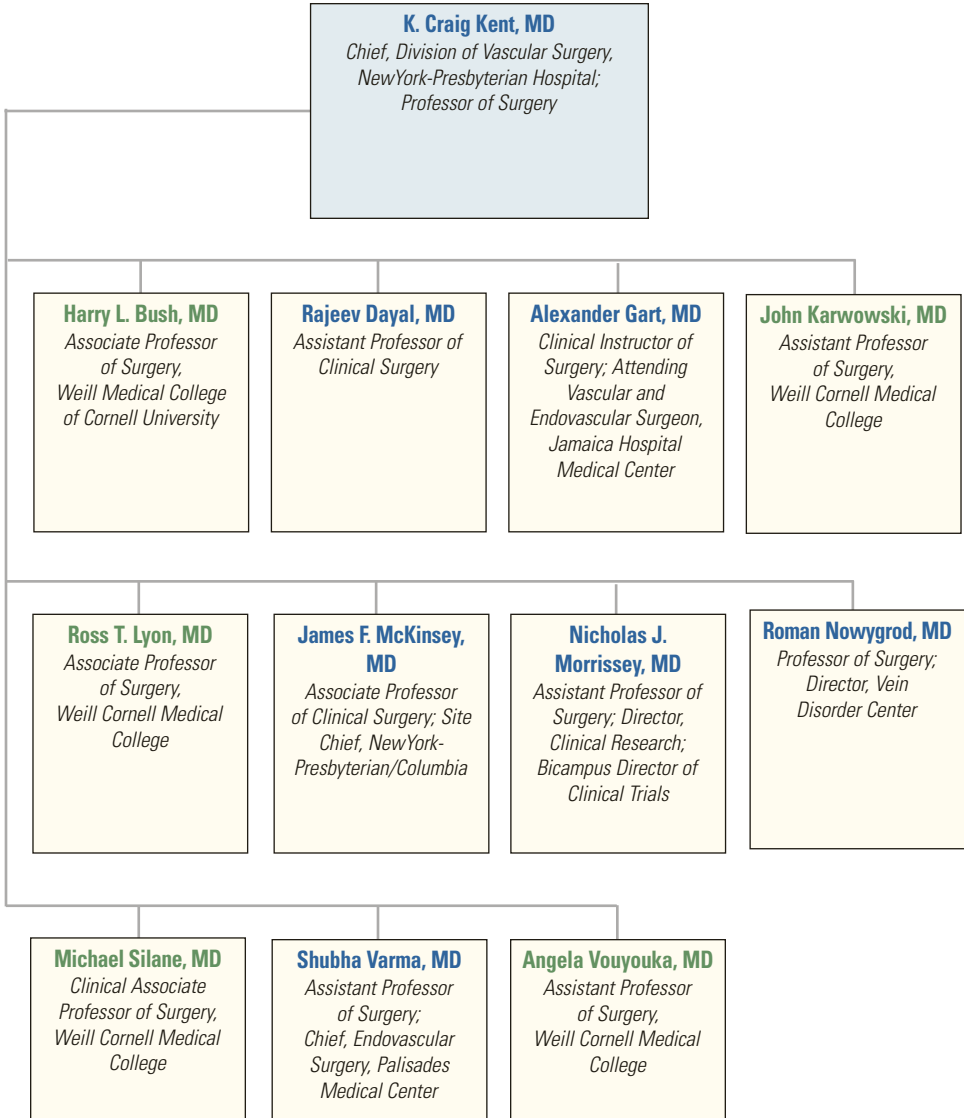 K. Craig Kent, MD
Chief, Division of Vascular Surgery,
NewYork-Presbyterian Hospital;
Professor of Surgery
Harry L. Bush, MD
Associate Professor
of Surgery,
Weill Medical College
of Cornell University
Rajeev Dayal, MD
Assistant Professor of
Clinical Surgery
Alexander Gart, MD
Clinical Instructor of
Surgery; Attending
Vascular and
Endovascular Surgeon,
Jamaica Hospital
Medical Center
John Karwowski, MD
Assistant Professor
of Surgery,
Weill Cornell Medical
College
Ross T. Lyon, MD
Associate Professor
of Surgery,
Weill Cornell Medical
College
James F. McKinsey,
MD
Associate Professor
of Clinical Surgery; Site
Chief, NewYork-
Presbyterian/Columbia
Nicholas J.
Morrissey, MD
Assistant Professor of
Surgery; Director,
Clinical Research;
Bicampus Director of
Clinical Trials
Roman Nowygrod, MD
Professor of Surgery;
Director, Vein
Disorder Center
Michael Silane, MD
Clinical Associate
Professor of Surgery,
Weill Cornell Medical
College
Shubha Varma, MD
Assistant Professor
of Surgery;
Chief, Endovascular
Surgery, Palisades
Medical Center
Angela Vouyouka, MD
Assistant Professor
of Surgery,
Weill Cornell Medical
College